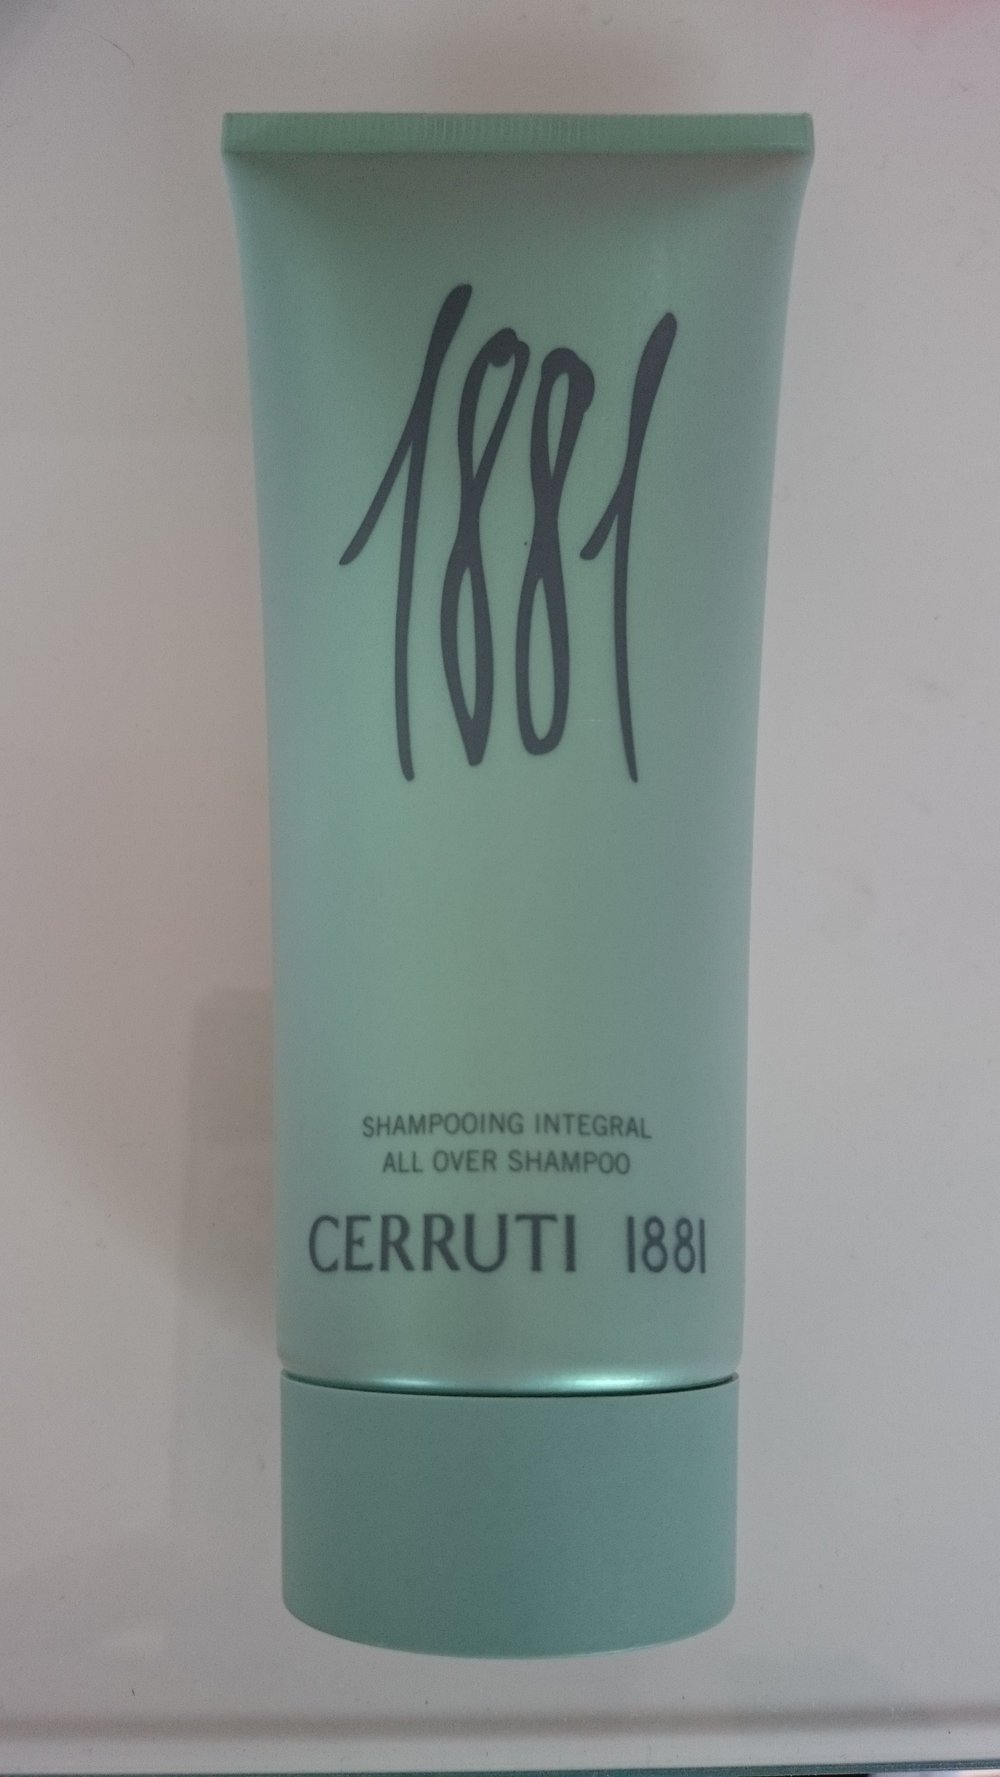 1881
SHAMPOOING INTEGRAL
ALL OVER SHAMPOO
CERRUTI 1881